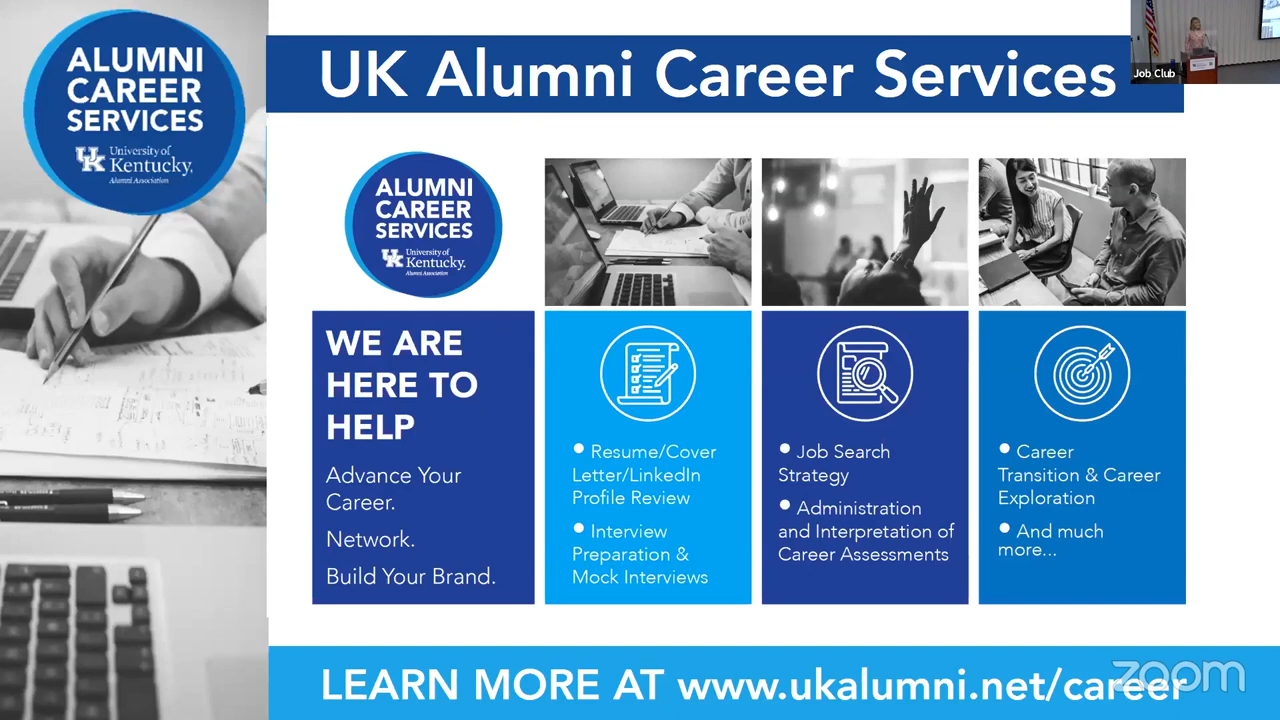 ALUMNI
CAREER
SERVICES
UK University of
Kentucky
Alumni Association
UK Alumni Career Services
Job Club
ALUMNI
CAREER
SERVICES
UK University of
Kentucky
Alumni Association
WE ARE
HERE TO
HELP
Advance Your
Career.
Network.
Build Your Brand.
• Resume/Cover
Letter/LinkedIn
Profile Review
• Interview
Preparation &
Mock Interviews
• Job Search
Strategy
• Administration
and Interpretation of
Career Assessments
• Career
Transition & Career
Exploration
• And much
more...
LEARN MORE AT www.ukalumni.net/career
zoom